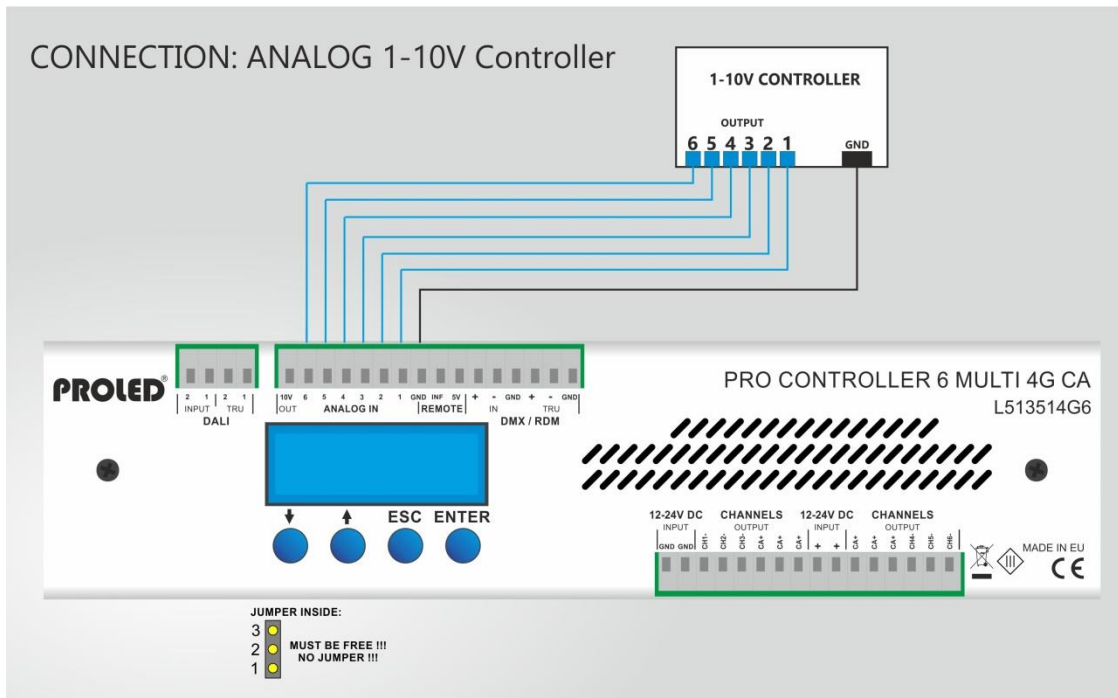 CONNECTION: ANALOG 1-10V Controller
1-10V CONTROLLER
OUTPUT
6 5 4 3 2 1 GND
PROLED®
2 1 2 1
INPUT TRU
DALI
10V 6 5 4 3 2 1 GND INF 5V + - GND + - GND
OUT ANALOG IN REMOTE IN TRU
DMX / RDM
PRO CONTROLLER 6 MULTI 4G CA
L513514G6
ESC ENTER
12-24V DC CHANNELS 12-24V DC CHANNELS
INPUT OUTPUT INPUT OUTPUT
GND GND CH1- CH2- CH3- CA+ CA+ CA+ + + CA+ CA+ CA+ CH4- CH5- CH6-
III
MADE IN EU
CE
JUMPER INSIDE:
3
2 MUST BE FREE !!!
NO JUMPER !!!
1